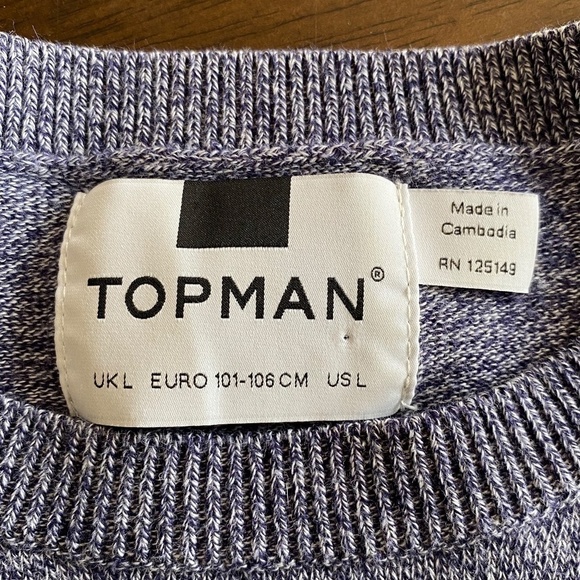 TOPMAN®
UK L EURO 101-106 CM US L
Made in
Cambodia
RN 125149